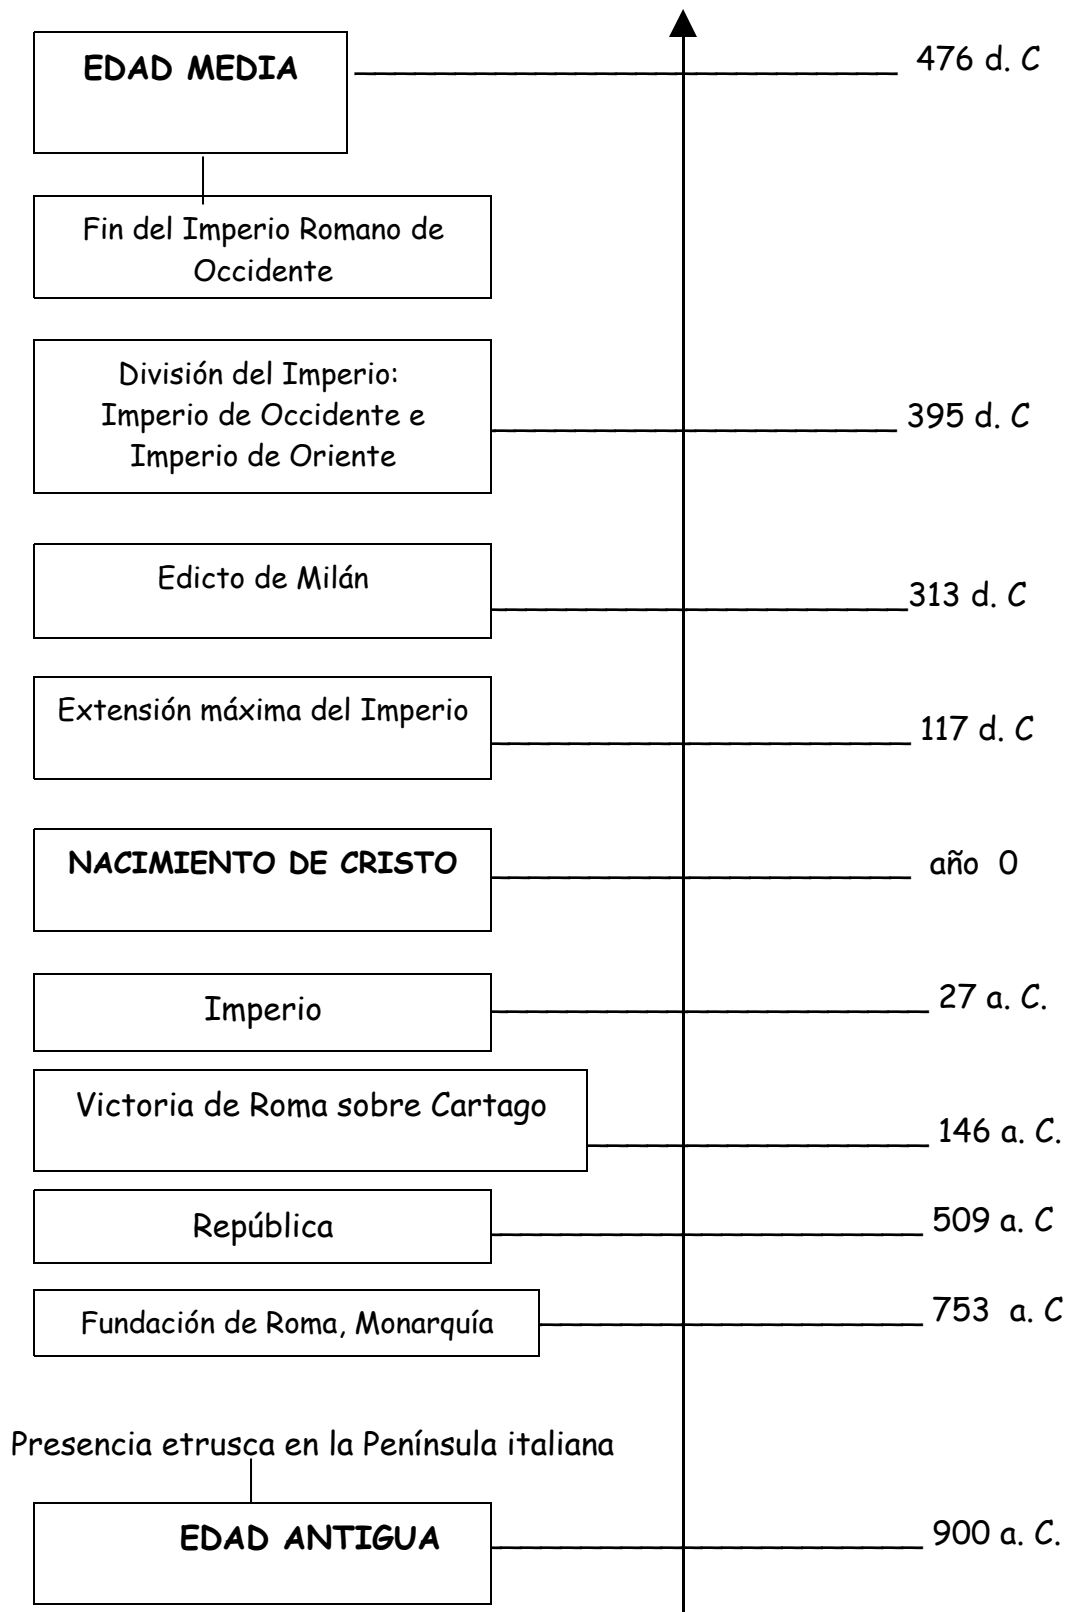 EDAD MEDIA
476 d. C
Fin del Imperio Romano de
Occidente
División del Imperio:
Imperio de Occidente e
Imperio de Oriente
395 d. C
Edicto de Milán
313 d. C
Extensión máxima del Imperio
117 d. C
NACIMIENTO DE CRISTO
año 0
Imperio
27 a. C.
Victoria de Roma sobre Cartago
146 a. C.
República
509 a. C
Fundación de Roma, Monarquía
753 a. C
Presencia etrusca en la Península italiana
EDAD ANTIGUA
900 a. C.